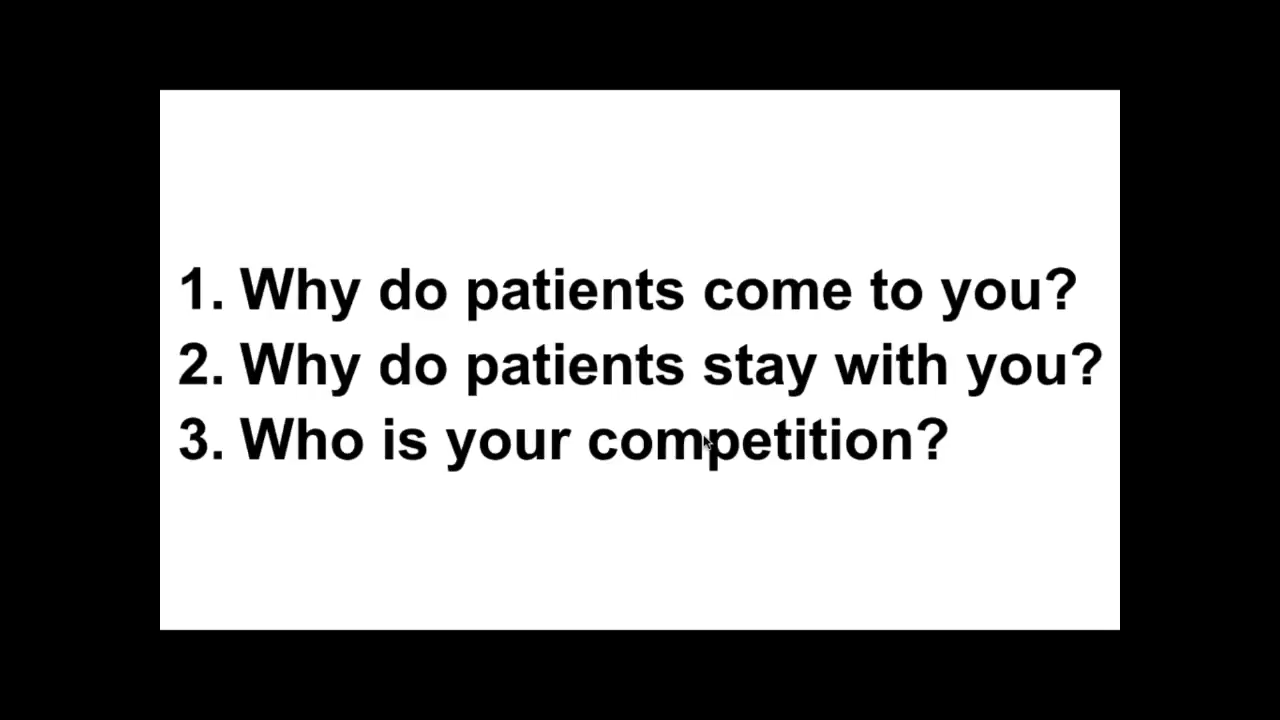 1. Why do patients come to you?
2. Why do patients stay with you?
3. Who is your competition?